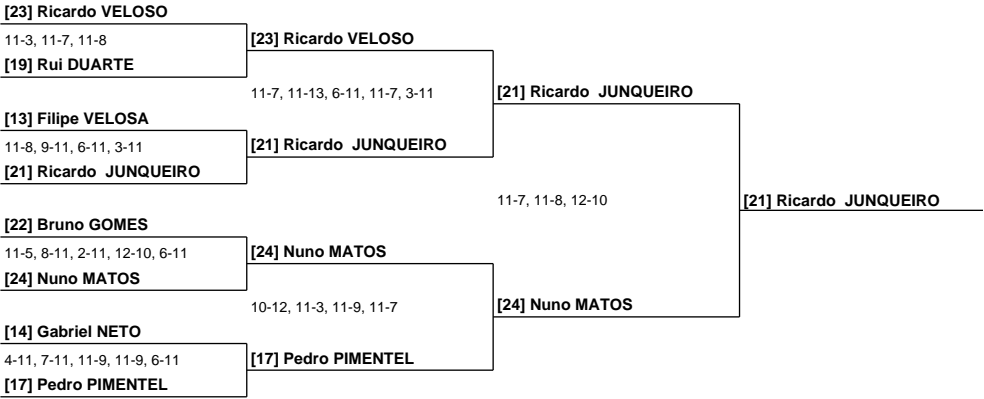 [23] Ricardo VELOSO
11-3, 11-7, 11-8
[19] Rui DUARTE
[23] Ricardo VELOSO
11-7, 11-13, 6-11, 11-7, 3-11
[21] Ricardo  JUNQUEIRO
[13] Filipe VELOSA
11-8, 9-11, 6-11, 3-11
[21] Ricardo  JUNQUEIRO
[21] Ricardo  JUNQUEIRO
11-7, 11-8, 12-10
[21] Ricardo  JUNQUEIRO
[22] Bruno GOMES
11-5, 8-11, 2-11, 12-10, 6-11
[24] Nuno MATOS
[24] Nuno MATOS
10-12, 11-3, 11-9, 11-7
[24] Nuno MATOS
[14] Gabriel NETO
4-11, 7-11, 11-9, 11-9, 6-11
[17] Pedro PIMENTEL
[17] Pedro PIMENTEL